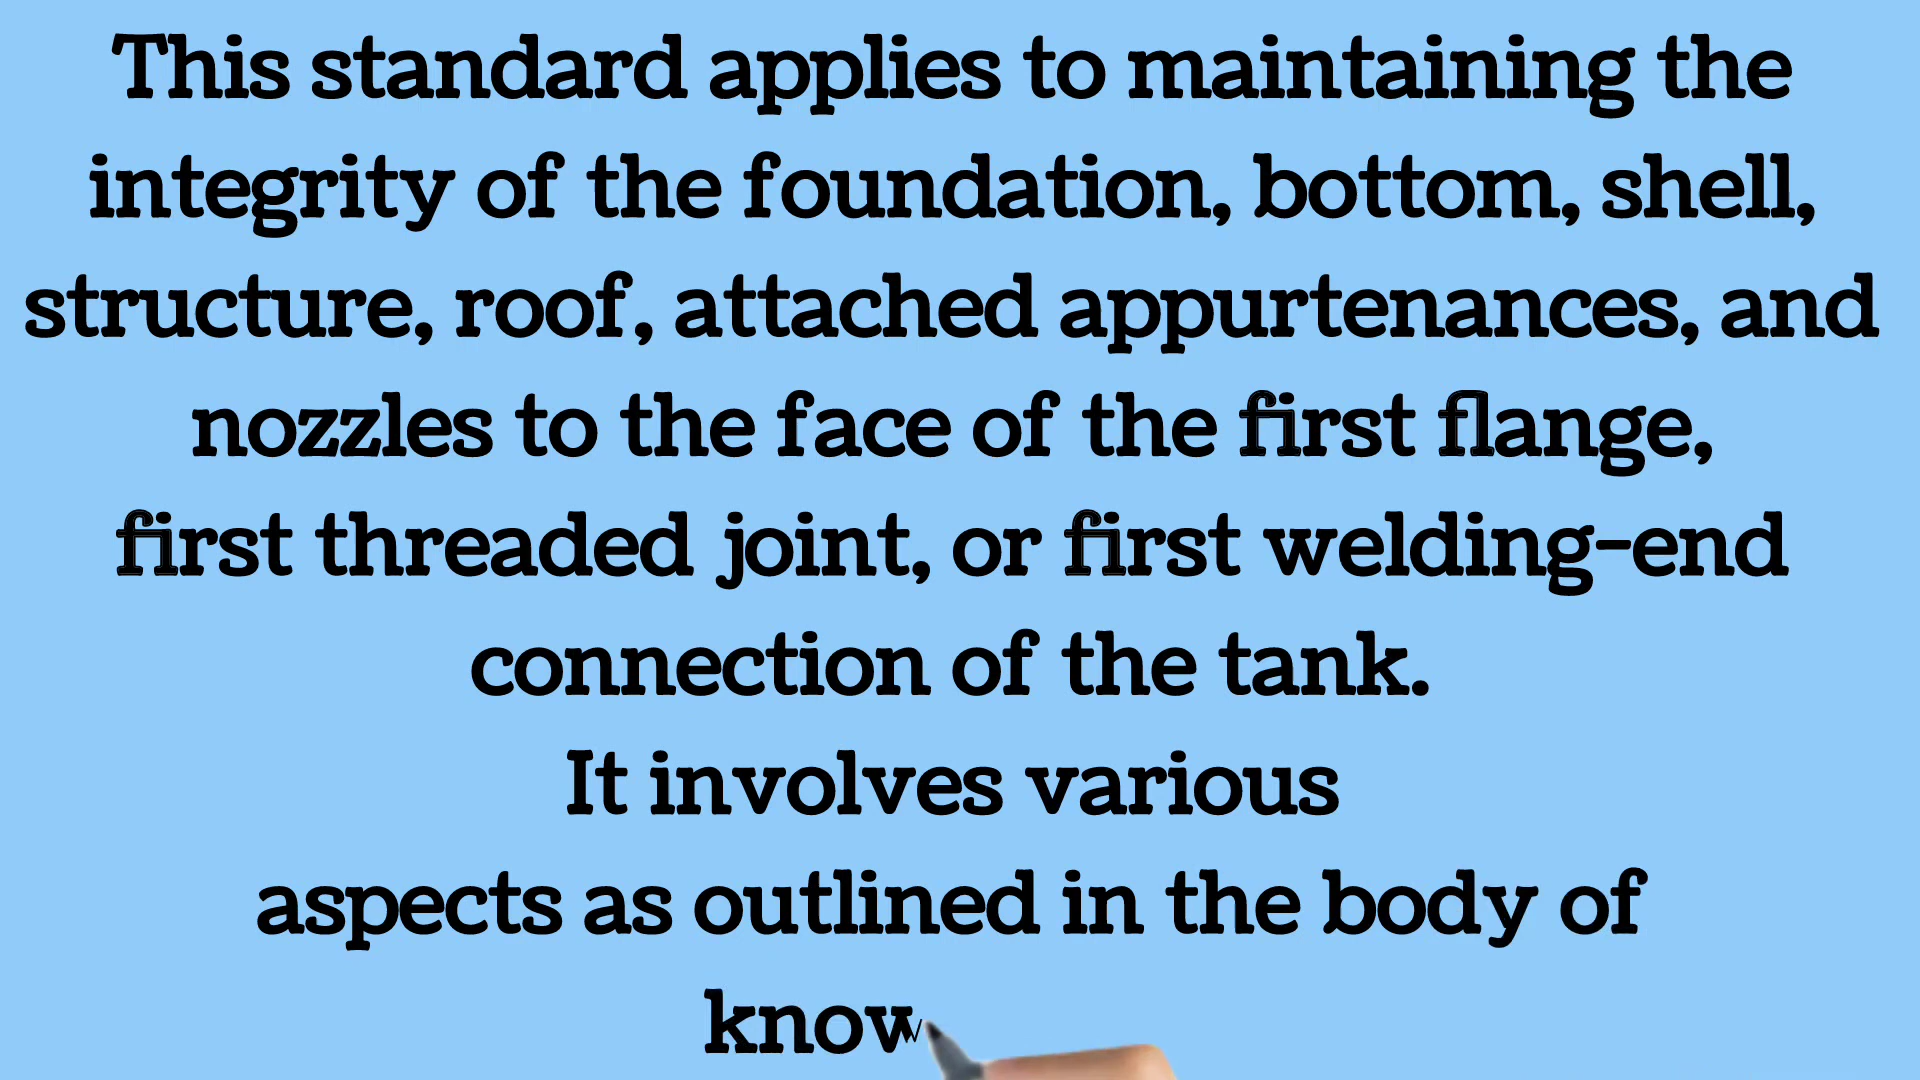 This standard applies to maintaining the
integrity of the foundation, bottom, shell,
structure, roof, attached appurtenances, and
nozzles to the face of the first flange,
first threaded joint, or first welding-end
connection of the tank.
It involves various
aspects as outlined in the body of
know